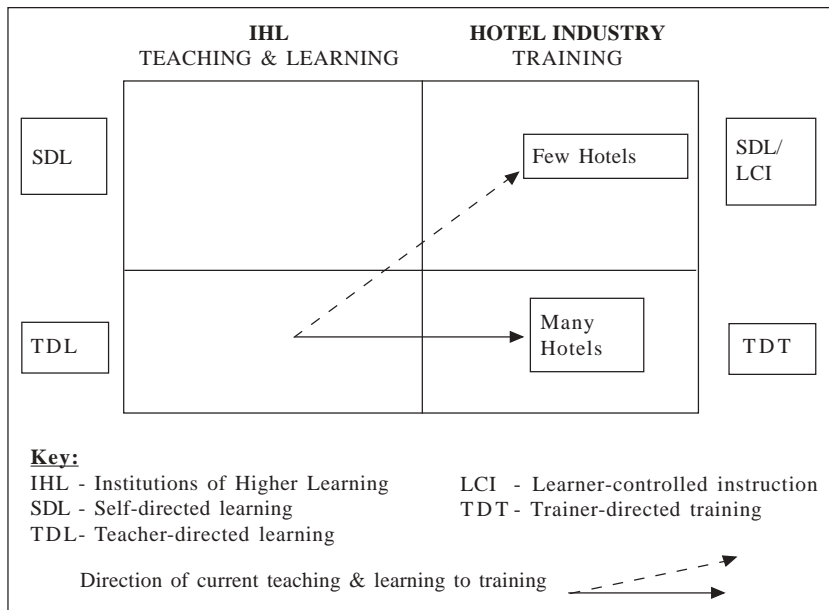 IHL
TEACHING & LEARNING
HOTEL INDUSTRY
TRAINING
SDL
Few Hotels
SDL/
LCI
TDL
Many
Hotels
TDT
Key:
IHL - Institutions of Higher Learning
SDL - Self-directed learning
TDL - Teacher-directed learning
LCI - Learner-controlled instruction
TDT - Trainer-directed training
Direction of current teaching & learning to training